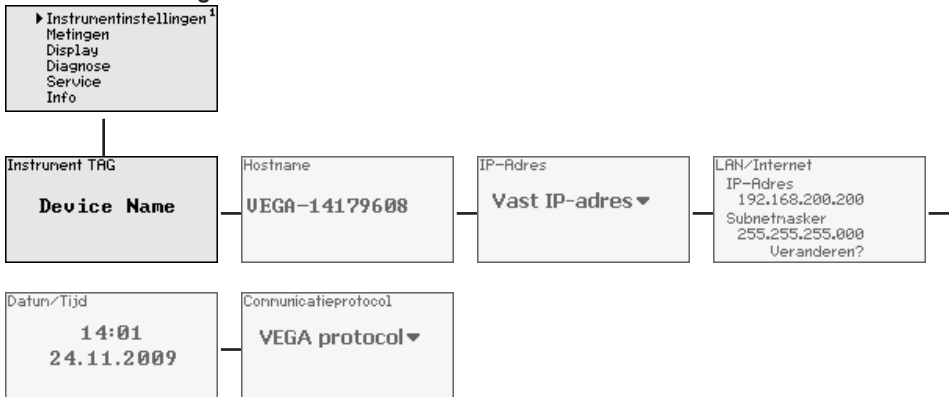 Instrumentinstellingen 1
Metingen
Display
Diagnose
Service
Info
Instrument TAG
Device Name
Hostname
VEGA-14179608
IP-Adres
Vast IP-adres
LAN/Internet
IP-Adres
192.168.200.200
Subnetmasker
255.255.255.000
Veranderen?
Datum/Tijd
14:01
24.11.2009
Communicatieprotocol
VEGA protocol